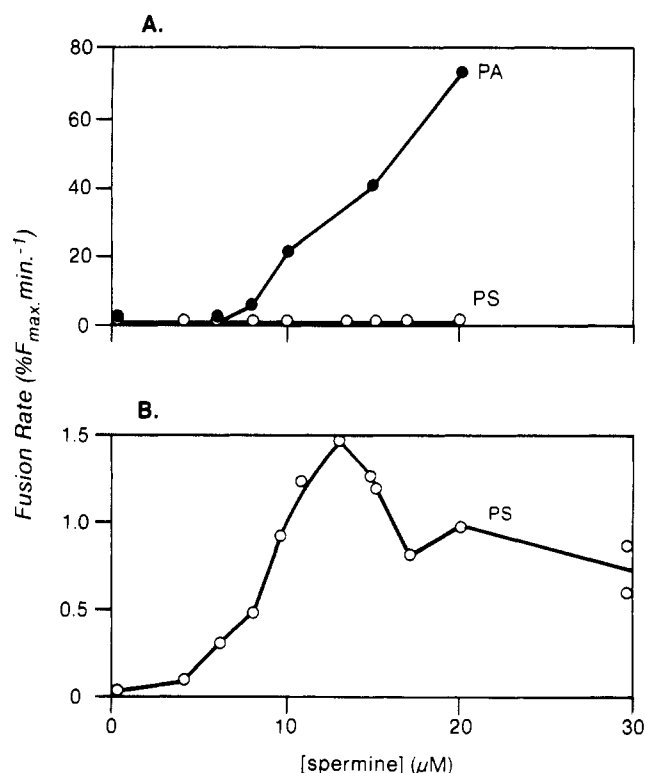 A.
80
60
40
20
0
PA
PS
Fusion Rate (%Fmax. min.-1)
B.
1.5
1.0
0.5
0
PS
0 10 20 30
[spermine] (μM)